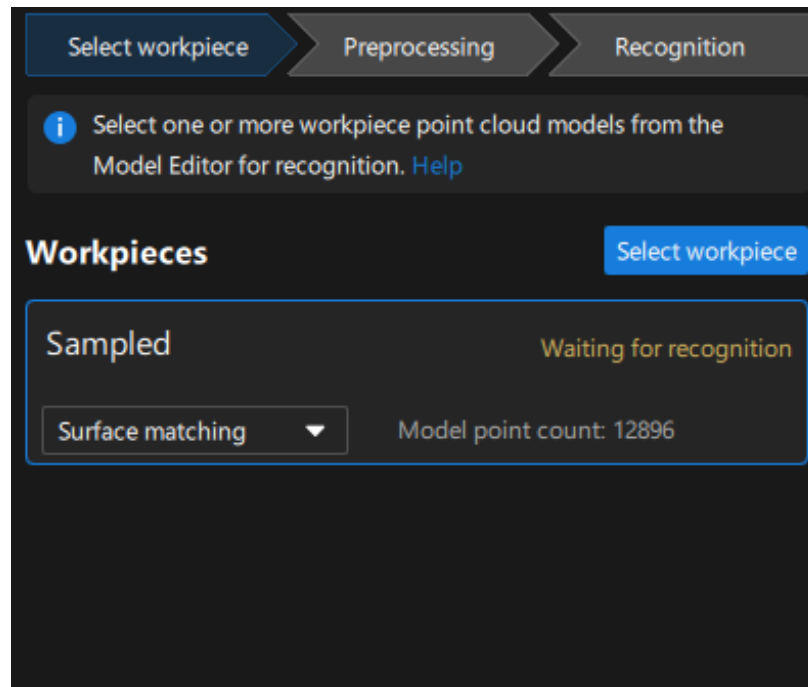 Select workpiece
Preprocessing
Recognition
Select one or more workpiece point cloud models from the
Model Editor for recognition. Help
Workpieces
Select workpiece
Sampled
Waiting for recognition
Surface matching
Model point count: 12896